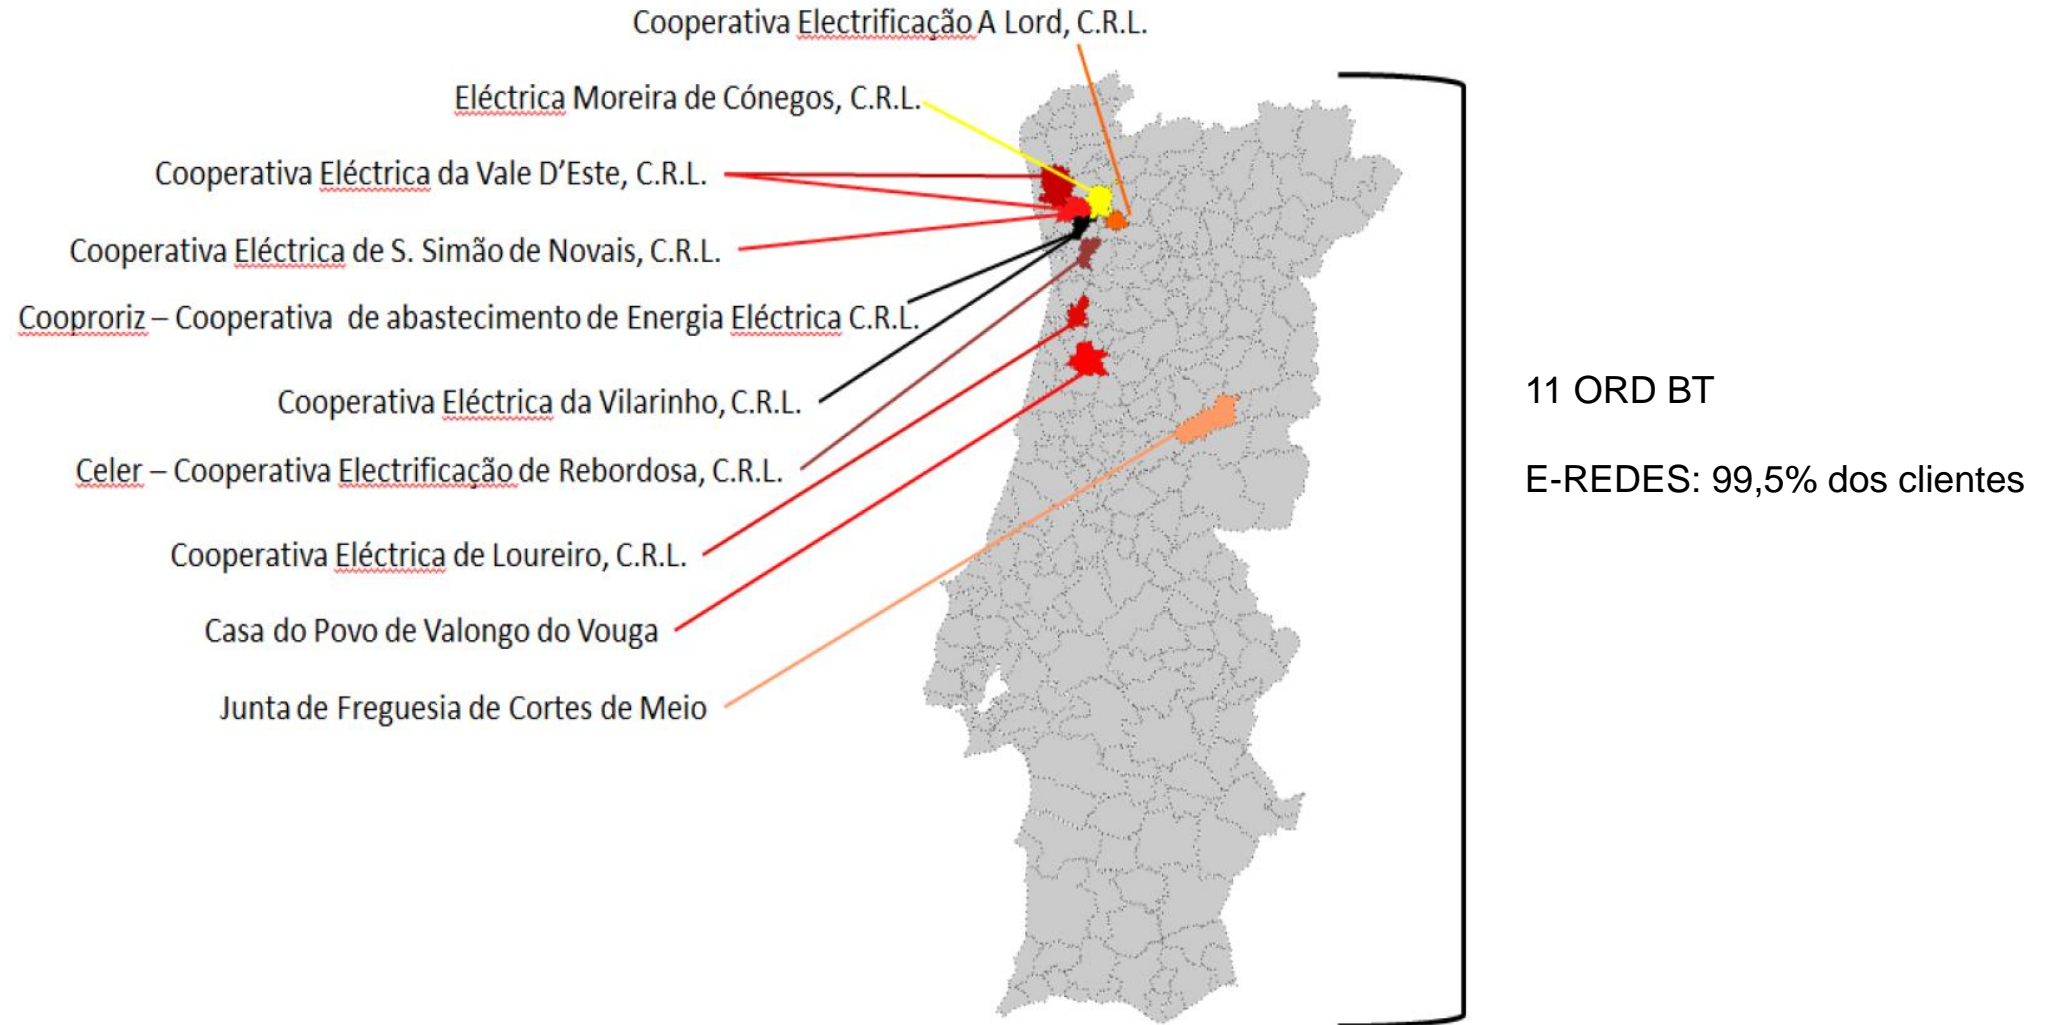 Cooperativa Electrificação A Lord, C.R.L.
Eléctrica Moreira de Cónegos, C.R.L.
Cooperativa Eléctrica da Vale D’Este, C.R.L.
Cooperativa Eléctrica de S. Simão de Novais, C.R.L.
Cooproriz – Cooperativa de abastecimento de Energia Eléctrica C.R.L.
Cooperativa Eléctrica da Vilarinho, C.R.L.
Celer – Cooperativa Electrificação de Rebordosa, C.R.L.
Cooperativa Eléctrica de Loureiro, C.R.L.
Casa do Povo de Valongo do Vouga
Junta de Freguesia de Cortes de Meio
11 ORD BT
E-REDES: 99,5% dos clientes